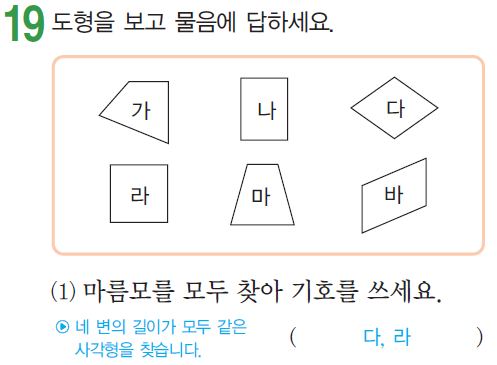 19 도형을 보고 물음에 답하세요.
가 나 다
라 마 바
(1) 마름모를 모두 찾아 기호를 쓰세요.
네 변의 길이가 모두 같은
사각형을 찾습니다.
( 다, 라 )